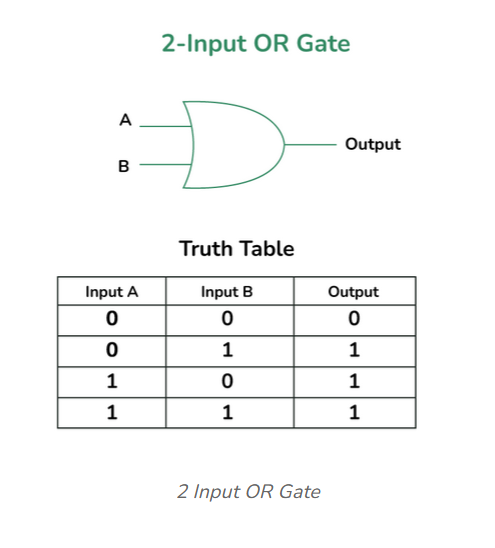 2-Input OR Gate
A
B
Output
Truth Table
Input A Input B Output
0 0 0
0 1 1
1 0 1
1 1 1
2 Input OR Gate